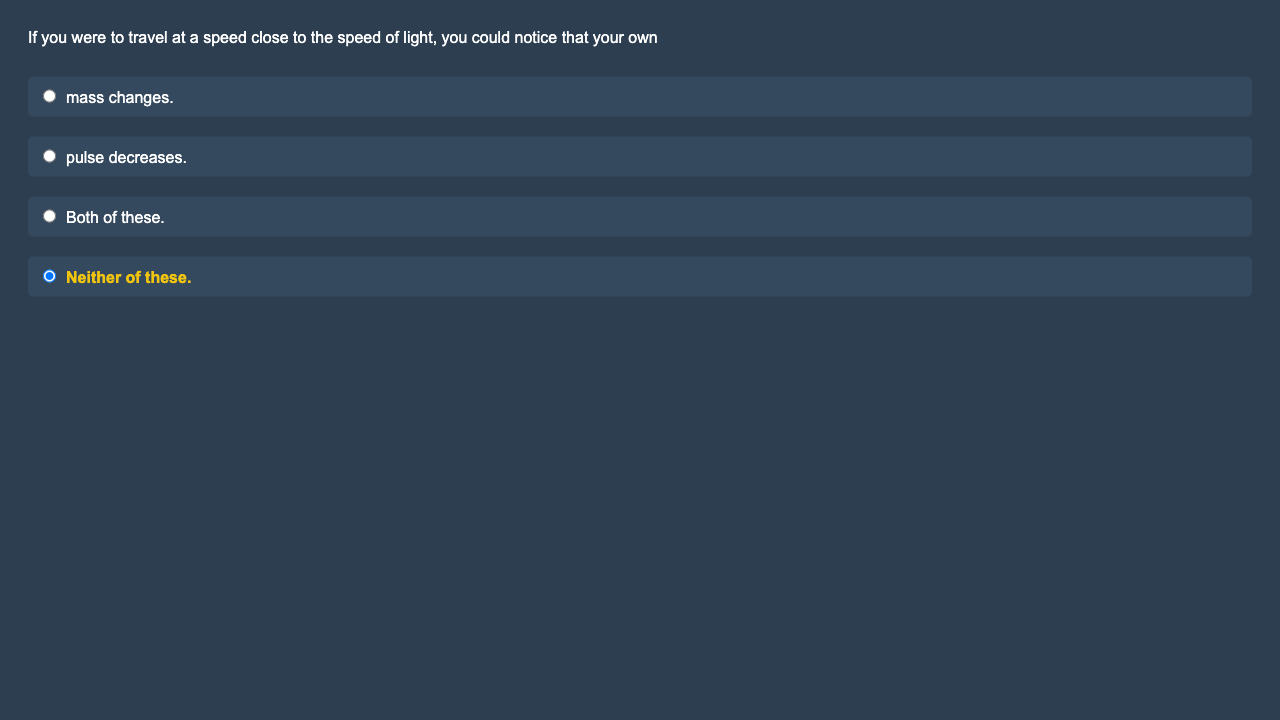 If you were to travel at a speed close to the speed of light, you could notice that your own
mass changes.
pulse decreases.
Both of these.
Neither of these.